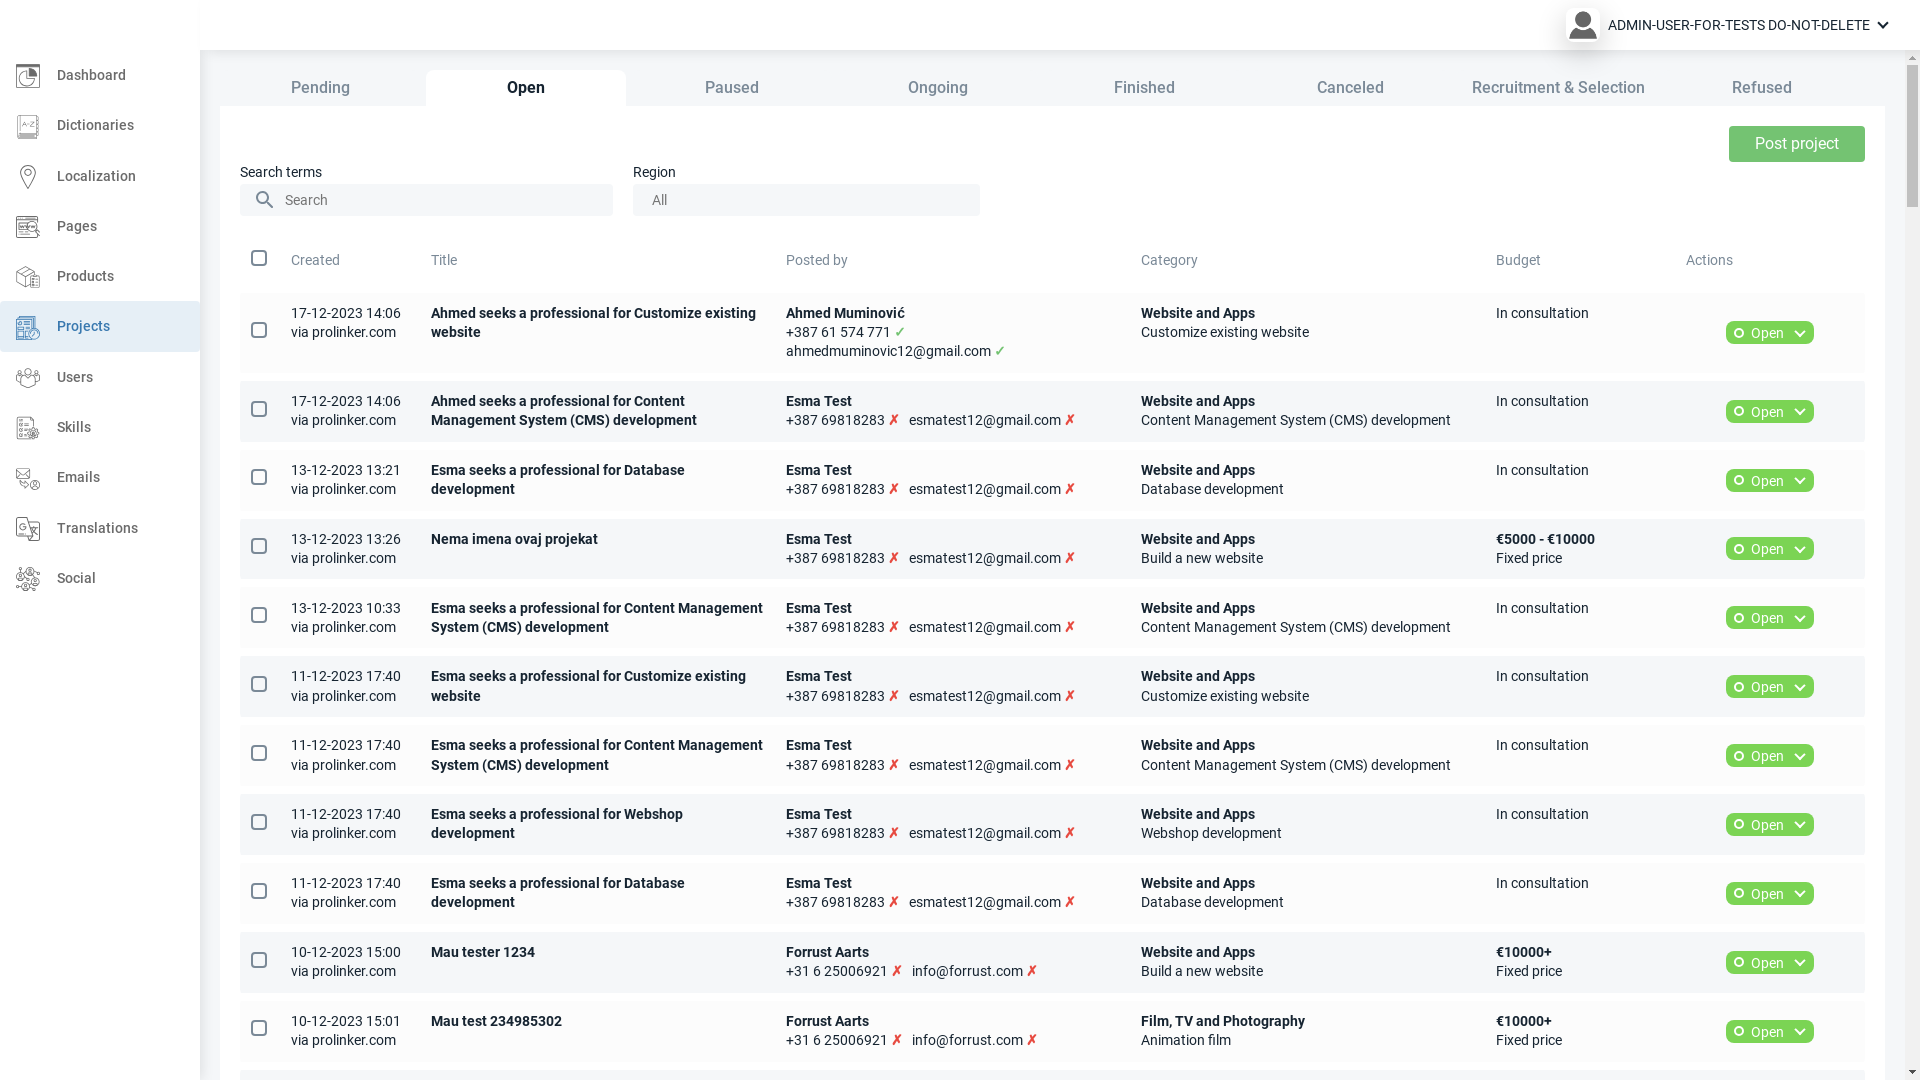 ADMIN-USER-FOR-TESTS DO-NOT-DELETE
Dashboard
Dictionaries
Localization
Pages
Products
Projects
Users
Skills
Emails
Translations
Social
Pending Open Paused Ongoing Finished Canceled Recruitment & Selection Refused
Post project
Search terms Region
Search All
Created Title Posted by Category Budget Actions
17-12-2023 14:06 Ahmed seeks a professional for Customize existing Ahmed Muminović Website and Apps In consultation
via prolinker.com website +387 61 574 771 ✓ Customize existing website Open
ahmedmuminovic12@gmail.com ✓
17-12-2023 14:06 Ahmed seeks a professional for Content Esma Test Website and Apps In consultation
via prolinker.com Management System (CMS) development +387 69818283 ✗ esmatest12@gmail.com ✗ Content Management System (CMS) development Open
13-12-2023 13:21 Esma seeks a professional for Database Esma Test Website and Apps In consultation
via prolinker.com development +387 69818283 ✗ esmatest12@gmail.com ✗ Database development Open
13-12-2023 13:26 Nema imena ovaj projekat Esma Test Website and Apps €5000 - €10000
via prolinker.com +387 69818283 ✗ esmatest12@gmail.com ✗ Build a new website Fixed price Open
13-12-2023 10:33 Esma seeks a professional for Content Management Esma Test Website and Apps In consultation
via prolinker.com System (CMS) development +387 69818283 ✗ esmatest12@gmail.com ✗ Content Management System (CMS) development Open
11-12-2023 17:40 Esma seeks a professional for Customize existing Esma Test Website and Apps In consultation
via prolinker.com website +387 69818283 ✗ esmatest12@gmail.com ✗ Customize existing website Open
11-12-2023 17:40 Esma seeks a professional for Content Management Esma Test Website and Apps In consultation
via prolinker.com System (CMS) development +387 69818283 ✗ esmatest12@gmail.com ✗ Content Management System (CMS) development Open
11-12-2023 17:40 Esma seeks a professional for Webshop Esma Test Website and Apps In consultation
via prolinker.com development +387 69818283 ✗ esmatest12@gmail.com ✗ Webshop development Open
11-12-2023 17:40 Esma seeks a professional for Database Esma Test Website and Apps In consultation
via prolinker.com development +387 69818283 ✗ esmatest12@gmail.com ✗ Database development Open
10-12-2023 15:00 Mau tester 1234 Forrust Aarts Website and Apps €10000+
via prolinker.com +31 6 25006921 ✗ info@forrust.com ✗ Build a new website Fixed price Open
10-12-2023 15:01 Mau test 234985302 Forrust Aarts Film, TV and Photography €10000+
via prolinker.com +31 6 25006921 ✗ info@forrust.com ✗ Animation film Fixed price Open